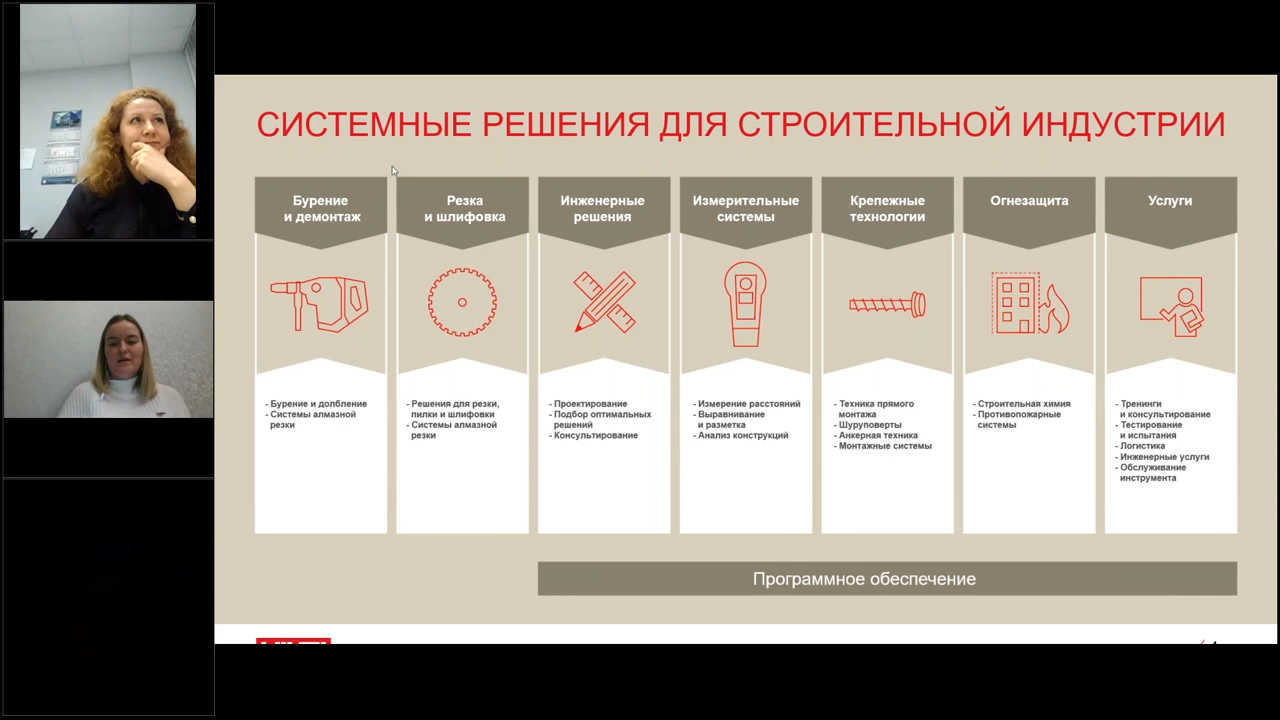 СИСТЕМНЫЕ РЕШЕНИЯ ДЛЯ СТРОИТЕЛЬНОЙ ИНДУСТРИИ
Бурение
и демонтаж
- Бурение и долбление
- Системы алмазной
резки
Резка
и шлифовка
- Решения для резки,
пилки и шлифовки
- Системы алмазной
резки
Инженерные
решения
- Проектирование
- Подбор оптимальных
решений
- Консультирование
Измерительные
системы
- Измерение расстояний
- Выравнивание
и разметка
- Анализ конструкций
Крепежные
технологии
- Техника прямого
монтажа
- Шуруповерты
- Анкерная техника
- Монтажные системы
Огнезащита
- Строительная химия
- Противопожарные
системы
Услуги
- Тренинги
и консультирование
- Тестирование
и испытания
- Логистика
- Инженерные услуги
- Обслуживание
инструмента
Программное обеспечение